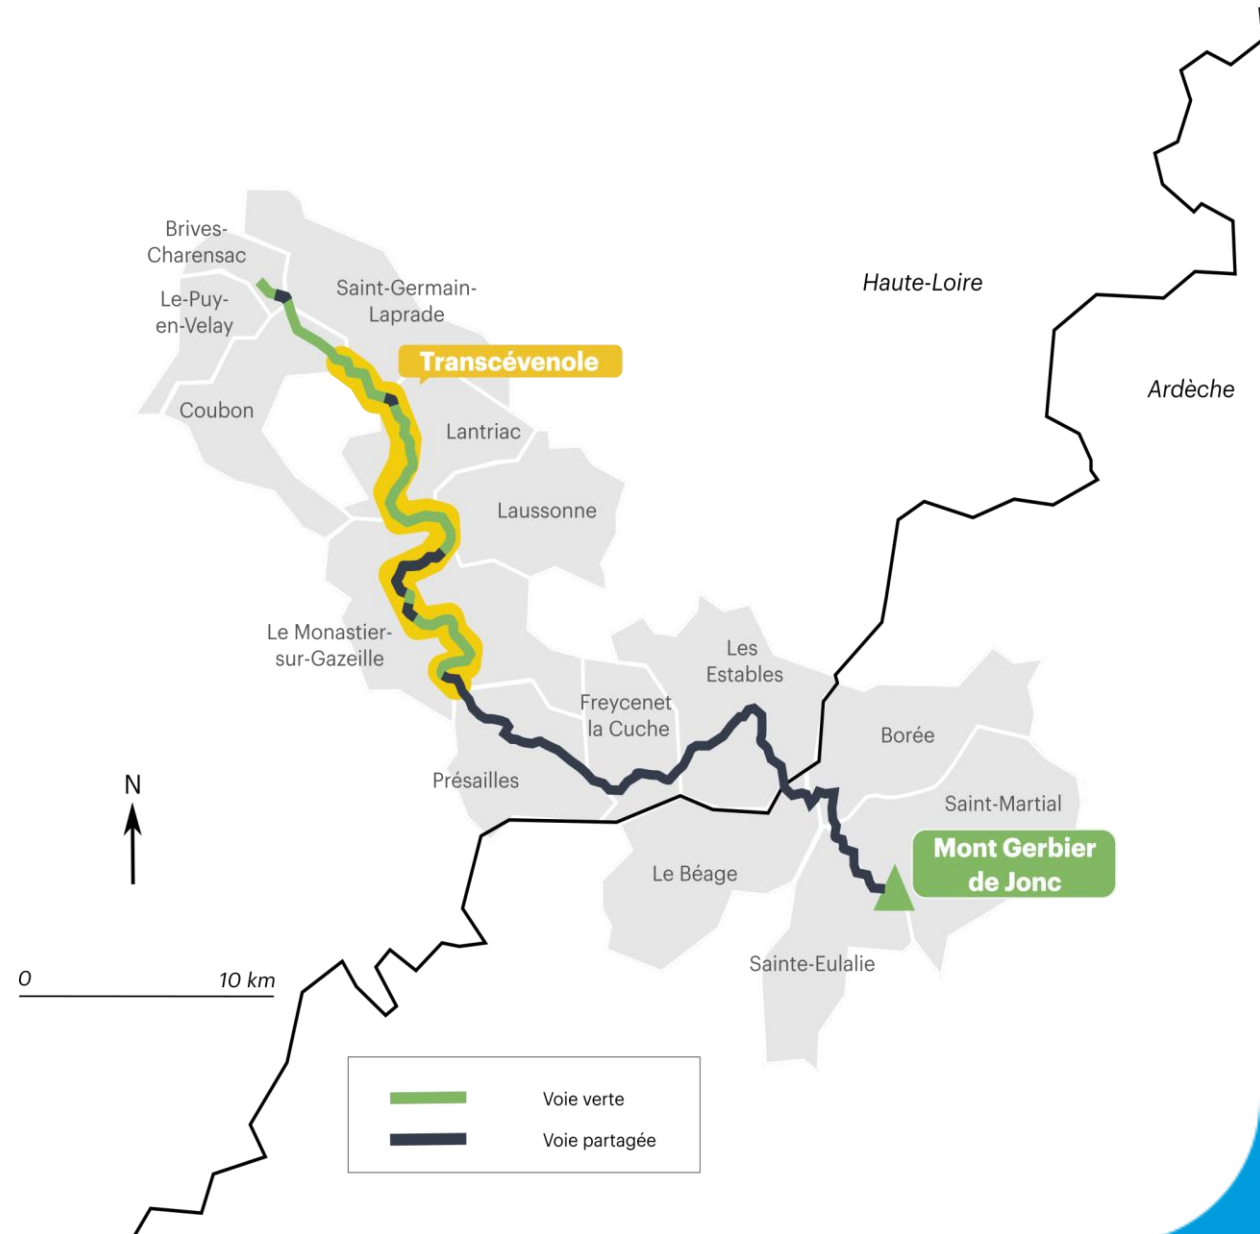 Brives-
Charensac
Le-Puy-
en-Velay
Saint-Germain-
Laprade
Haute-Loire
Transcévenole
Ardèche
Coubon
Lantriac
Laussonne
Le Monastier-
sur-Gazeille
Les
Estables
Freycenet
la Cuche
Borée
Présailles
N
Saint-Martial
Mont Gerbier
de Jonc
Le Béage
Sainte-Eulalie
0
10 km
Voie verte
Voie partagée